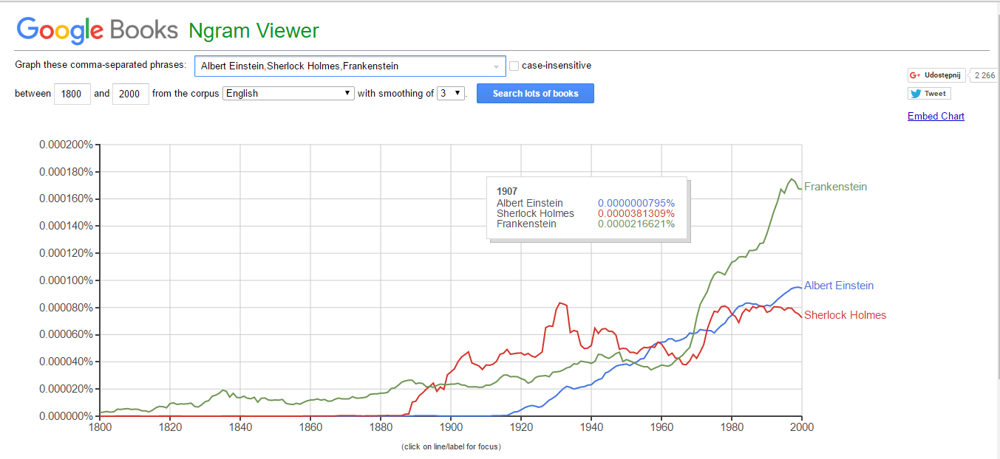 Google Books Ngram Viewer
Graph these comma-separated phrases: Albert Einstein,Sherlock Holmes,Frankenstein case-insensitive
between 1800 and 2000 from the corpus English with smoothing of 3 . Search lots of books
G+ Udostępnij 2 266
Tweet
Embed Chart
0.000200%
0.000180%
0.000160%
0.000140%
0.000120%
0.000100%
0.000080%
0.000060%
0.000040%
0.000020%
0.000000%
1907
Albert Einstein 0.0000000795%
Sherlock Holmes 0.0000381309%
Frankenstein 0.0000216621%
Frankenstein
Albert Einstein
Sherlock Holmes
1800 1820 1840 1860 1880 1900 1920 1940 1960 1980 2000
(click on line/label for focus)